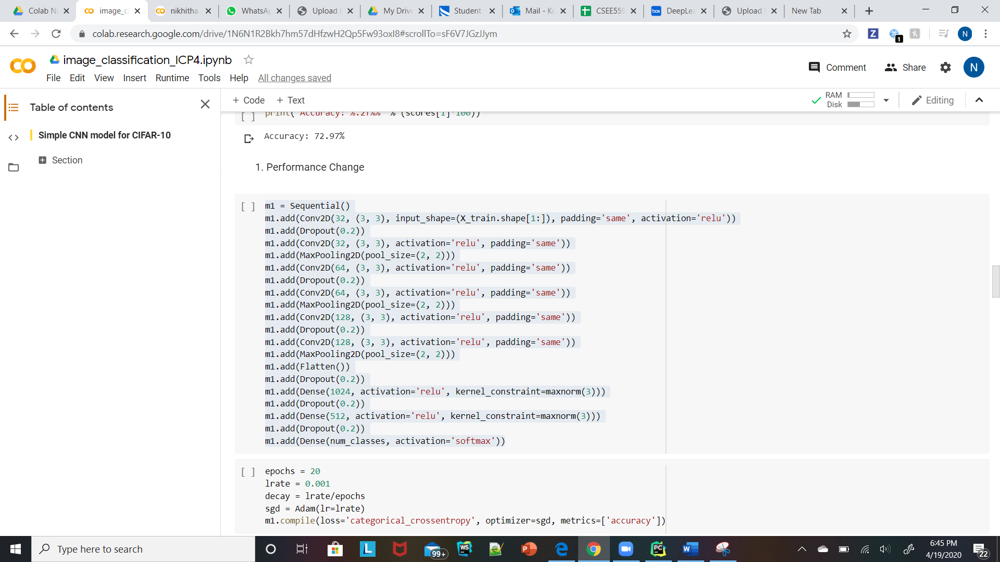 Colab N
image_c
nikhitha.
WhatsAp
Upload
My Drive
Student
Mail - Ko
CSEE559
DeepLea
Upload
New Tab
colab.research.google.com/drive/1N6N1R2Bkh7hm57dHfzwH2Qp5Fw93oxI8#scrollTo=sF6V7JGzJJym
1
N
image_classification_ICP4.ipynb
Comment
Share
N
File Edit View Insert Runtime Tools Help All changes saved
Table of contents
+ Code + Text
RAM
Disk
Editing
Simple CNN model for CIFAR-10
Section
[ ] print("Accuracy: %.2f%%" % (scores[1]*100))
Accuracy: 72.97%
1. Performance Change
[ ] m1 = Sequential()
m1.add(Conv2D(32, (3, 3), input_shape=(X_train.shape[1:]), padding='same', activation='relu'))
m1.add(Dropout(0.2))
m1.add(Conv2D(32, (3, 3), activation='relu', padding='same'))
m1.add(MaxPooling2D(pool_size=(2, 2)))
m1.add(Conv2D(64, (3, 3), activation='relu', padding='same'))
m1.add(Dropout(0.2))
m1.add(Conv2D(64, (3, 3), activation='relu', padding='same'))
m1.add(MaxPooling2D(pool_size=(2, 2)))
m1.add(Conv2D(128, (3, 3), activation='relu', padding='same'))
m1.add(Dropout(0.2))
m1.add(Conv2D(128, (3, 3), activation='relu', padding='same'))
m1.add(MaxPooling2D(pool_size=(2, 2)))
m1.add(Flatten())
m1.add(Dropout(0.2))
m1.add(Dense(1024, activation='relu', kernel_constraint=maxnorm(3)))
m1.add(Dropout(0.2))
m1.add(Dense(512, activation='relu', kernel_constraint=maxnorm(3)))
m1.add(Dropout(0.2))
m1.add(Dense(num_classes, activation='softmax'))
[ ] epochs = 20
lrate = 0.001
decay = lrate/epochs
sgd = Adam(lr=lrate)
m1.compile(loss='categorical_crossentropy', optimizer=sgd, metrics=['accuracy'])
Type here to search
99+
6:45 PM
4/19/2020
22